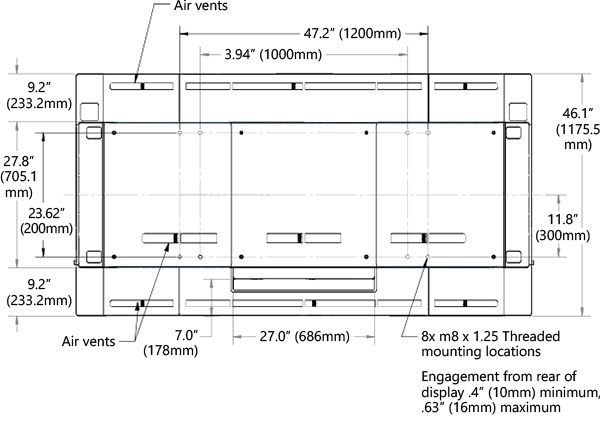 Air vents
47.2” (1200mm)
3.94” (1000mm)
9.2”
(233.2mm)
46.1”
(1175.5
mm)
27.8”
(705.1
mm)
23.62”
(200mm)
11.8”
(300mm)
9.2”
(233.2mm)
Air vents
7.0”
(178mm)
27.0” (686mm)
8x m8 x 1.25 Threaded
mounting locations
Engagement from rear of
display .4” (10mm) minimum,
.63” (16mm) maximum